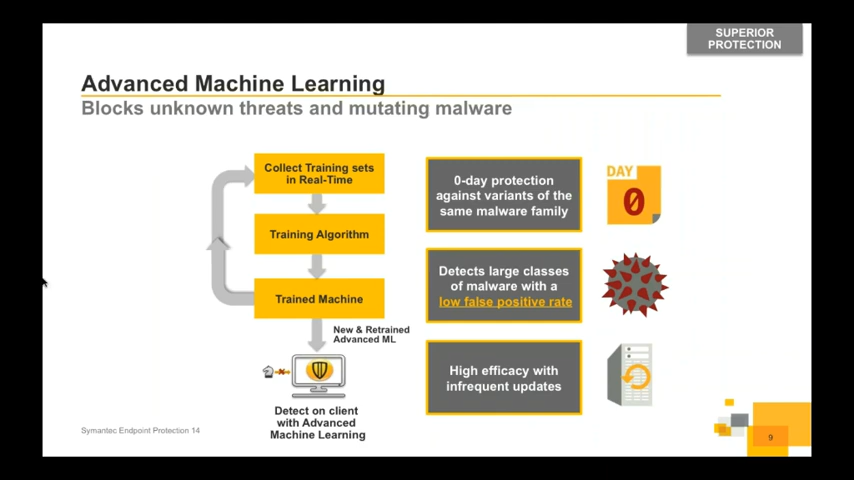 SUPERIOR
PROTECTION
Advanced Machine Learning
Blocks unknown threats and mutating malware
Collect Training sets
in Real-Time
Training Algorithm
Trained Machine
New & Retrained
Advanced ML
Detect on client
with Advanced
Machine Learning
0-day protection
against variants of the
same malware family
DAY
0
Detects large classes
of malware with a
low false positive rate
High efficacy with
infrequent updates
Symantec Endpoint Protection 14
9